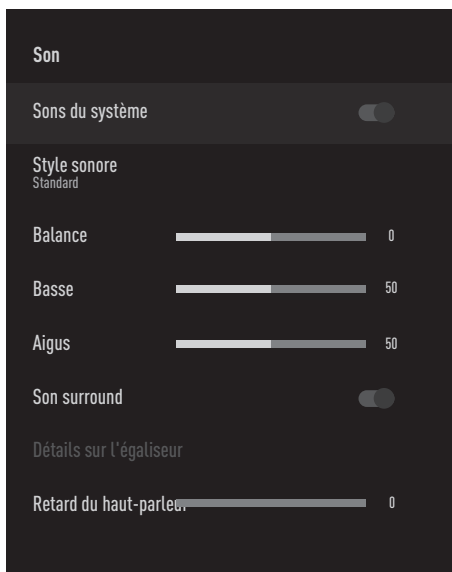 Son
Sons du système
Style sonore
Standard
Balance 0
Basse 50
Aigus 50
Son surround
Détails sur l'égaliseur
Retard du haut-parleur 0